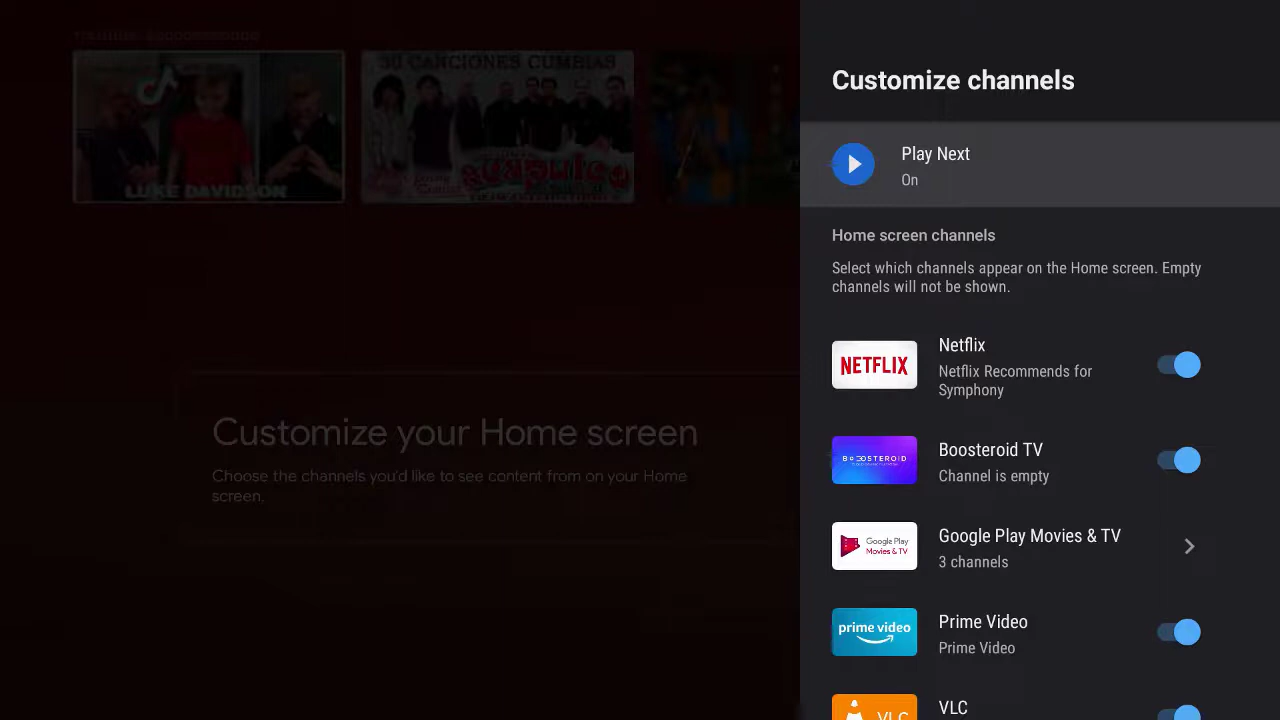 LUKE DAVIDSON
30 CANCIONES CUMBIAS
Customize your Home screen
Choose the channels you'd like to see content from on your Home
screen.
Customize channels
Play Next
On
Home screen channels
Select which channels appear on the Home screen. Empty
channels will not be shown.
NETFLIX
Netflix
Netflix Recommends for
Symphony
BOOSTEROID
Boosteroid TV
Channel is empty
Google Play
Movies & TV
Google Play Movies & TV
3 channels
prime video
Prime Video
Prime Video
VLC
VLC